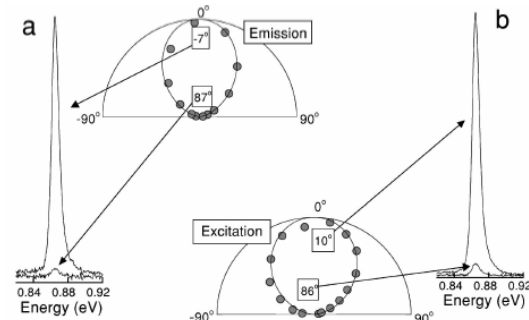 a
0°
Emission
-7°
87°
-90°
90°
b
Excitation
0°
10°
86°
-90°
90°
0.84 0.88 0.92
Energy (eV)
0.84 0.88 0.92
Energy (eV)